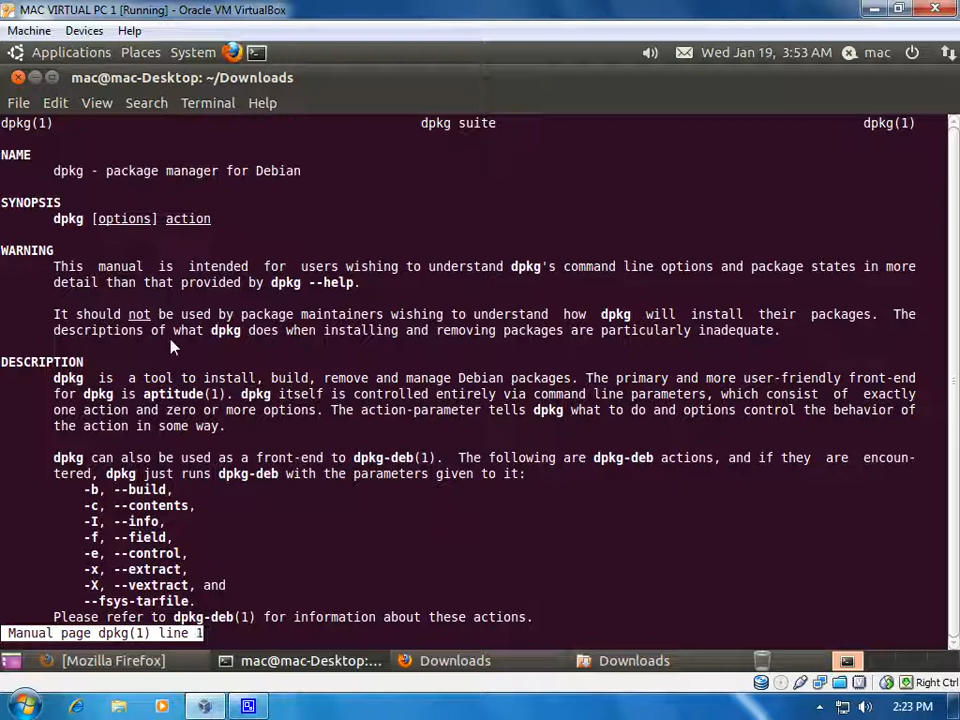 MAC VIRTUAL PC 1 [Running] - Oracle VM VirtualBox
Machine Devices Help
Applications Places System Wed Jan 19, 3:53 AM mac
mac@mac-Desktop: ~/Downloads
File Edit View Search Terminal Help
dpkg(1) dpkg suite dpkg(1)
NAME
dpkg - package manager for Debian
SYNOPSIS
dpkg [options] action
WARNING
This manual is intended for users wishing to understand dpkg's command line options and package states in more
detail than that provided by dpkg --help.
It should not be used by package maintainers wishing to understand how dpkg will install their packages. The
descriptions of what dpkg does when installing and removing packages are particularly inadequate.
DESCRIPTION
dpkg is a tool to install, build, remove and manage Debian packages. The primary and more user-friendly front-end
for dpkg is aptitude(1). dpkg itself is controlled entirely via command line parameters, which consist of exactly
one action and zero or more options. The action-parameter tells dpkg what to do and options control the behavior of
the action in some way.
dpkg can also be used as a front-end to dpkg-deb(1). The following are dpkg-deb actions, and if they are encoun-
tered, dpkg just runs dpkg-deb with the parameters given to it:
-b, --build,
-c, --contents,
-I, --info,
-f, --field,
-e, --control,
-x, --extract,
-X, --vextract, and
--fsys-tarfile.
Please refer to dpkg-deb(1) for information about these actions.
Manual page dpkg(1) line 1
[Mozilla Firefox] mac@mac-Desktop:... Downloads Downloads
Right Ctrl
2:23 PM